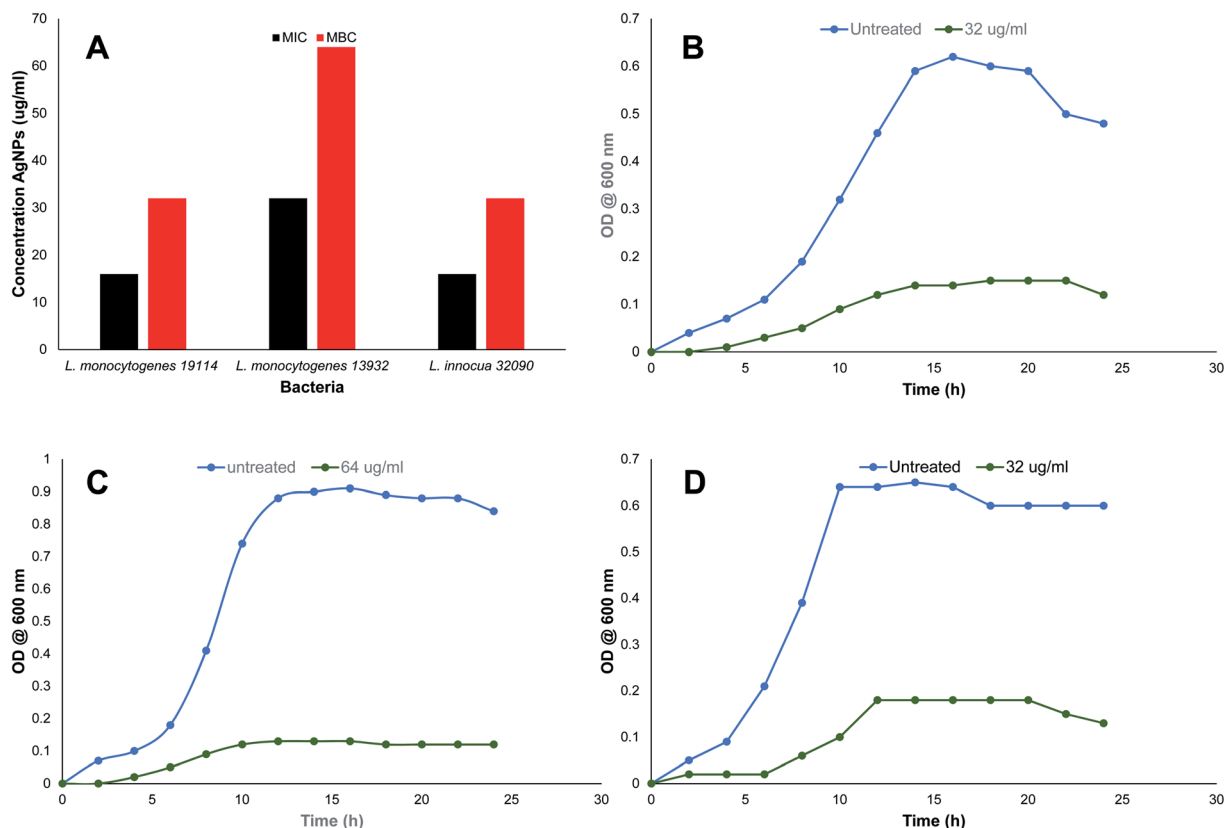 A
MIC MBC
Concentration AgNPs (ug/ml)
70
60
50
40
30
20
10
0
L. monocytogenes 19114 L. monocytogenes 13932 L. innocua 32090
Bacteria
B
Untreated 32 ug/ml
OD @ 600 nm
0.7
0.6
0.5
0.4
0.3
0.2
0.1
0
0 5 10 15 20 25 30
Time (h)
C
untreated 64 ug/ml
OD @ 600 nm
1
0.9
0.8
0.7
0.6
0.5
0.4
0.3
0.2
0.1
0
0 5 10 15 20 25 30
Time (h)
D
Untreated 32 ug/ml
OD @ 600 nm
0.7
0.6
0.5
0.4
0.3
0.2
0.1
0
0 5 10 15 20 25 30
Time (h)